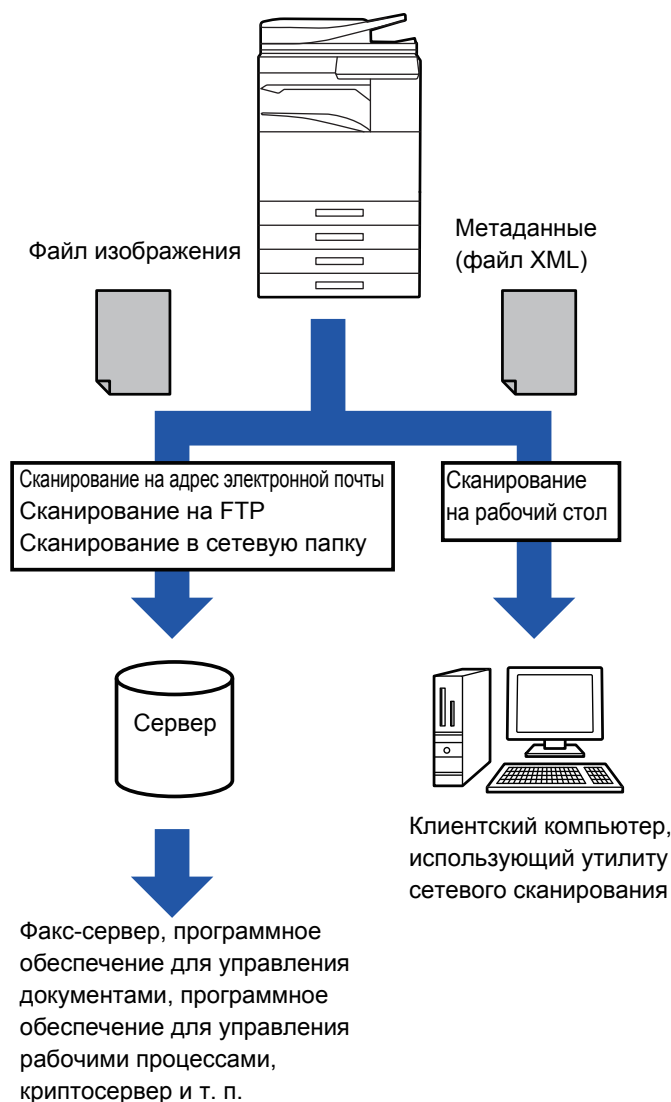 Файл изображения
Метаданные
(файл XML)
Сканирование на адрес электронной почты
Сканирование на FTP
Сканирование в сетевую папку
Сканирование
на рабочий стол
Сервер
Клиентский компьютер,
использующий утилиту
сетевого сканирования
Факс-сервер, программное
обеспечение для управления
документами, программное
обеспечение для управления
рабочими процессами,
криптосервер и т. п.